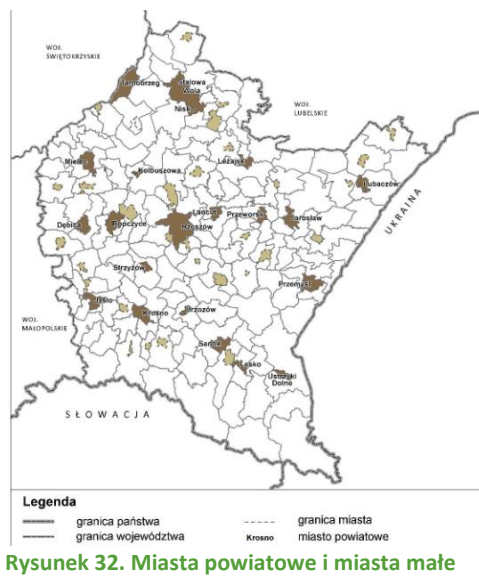 WOJ.
ŚWIĘTOKRZYSKIE
Tarnobrzeg
Stalowa
Wola
Nisko
WOJ.
LUBELSKIE
Mielec
Kolbuszowa
Leżajsk
Lubaczów
UKRAINA
Dębica
Ropczyce
Łańcut
Rzeszów
Przeworsk
Jarosław
Strzyżów
Przemyśl
Jasło
Krosno
Brzozów
WOJ.
MAŁOPOLSKIE
Sanok
Lesko
Ustrzyki
Dolne
SŁOWACJA
Legenda
granica państwa
granica miasta
granica województwa
Krosno
miasto powiatowe
Rysunek 32. Miasta powiatowe i miasta małe